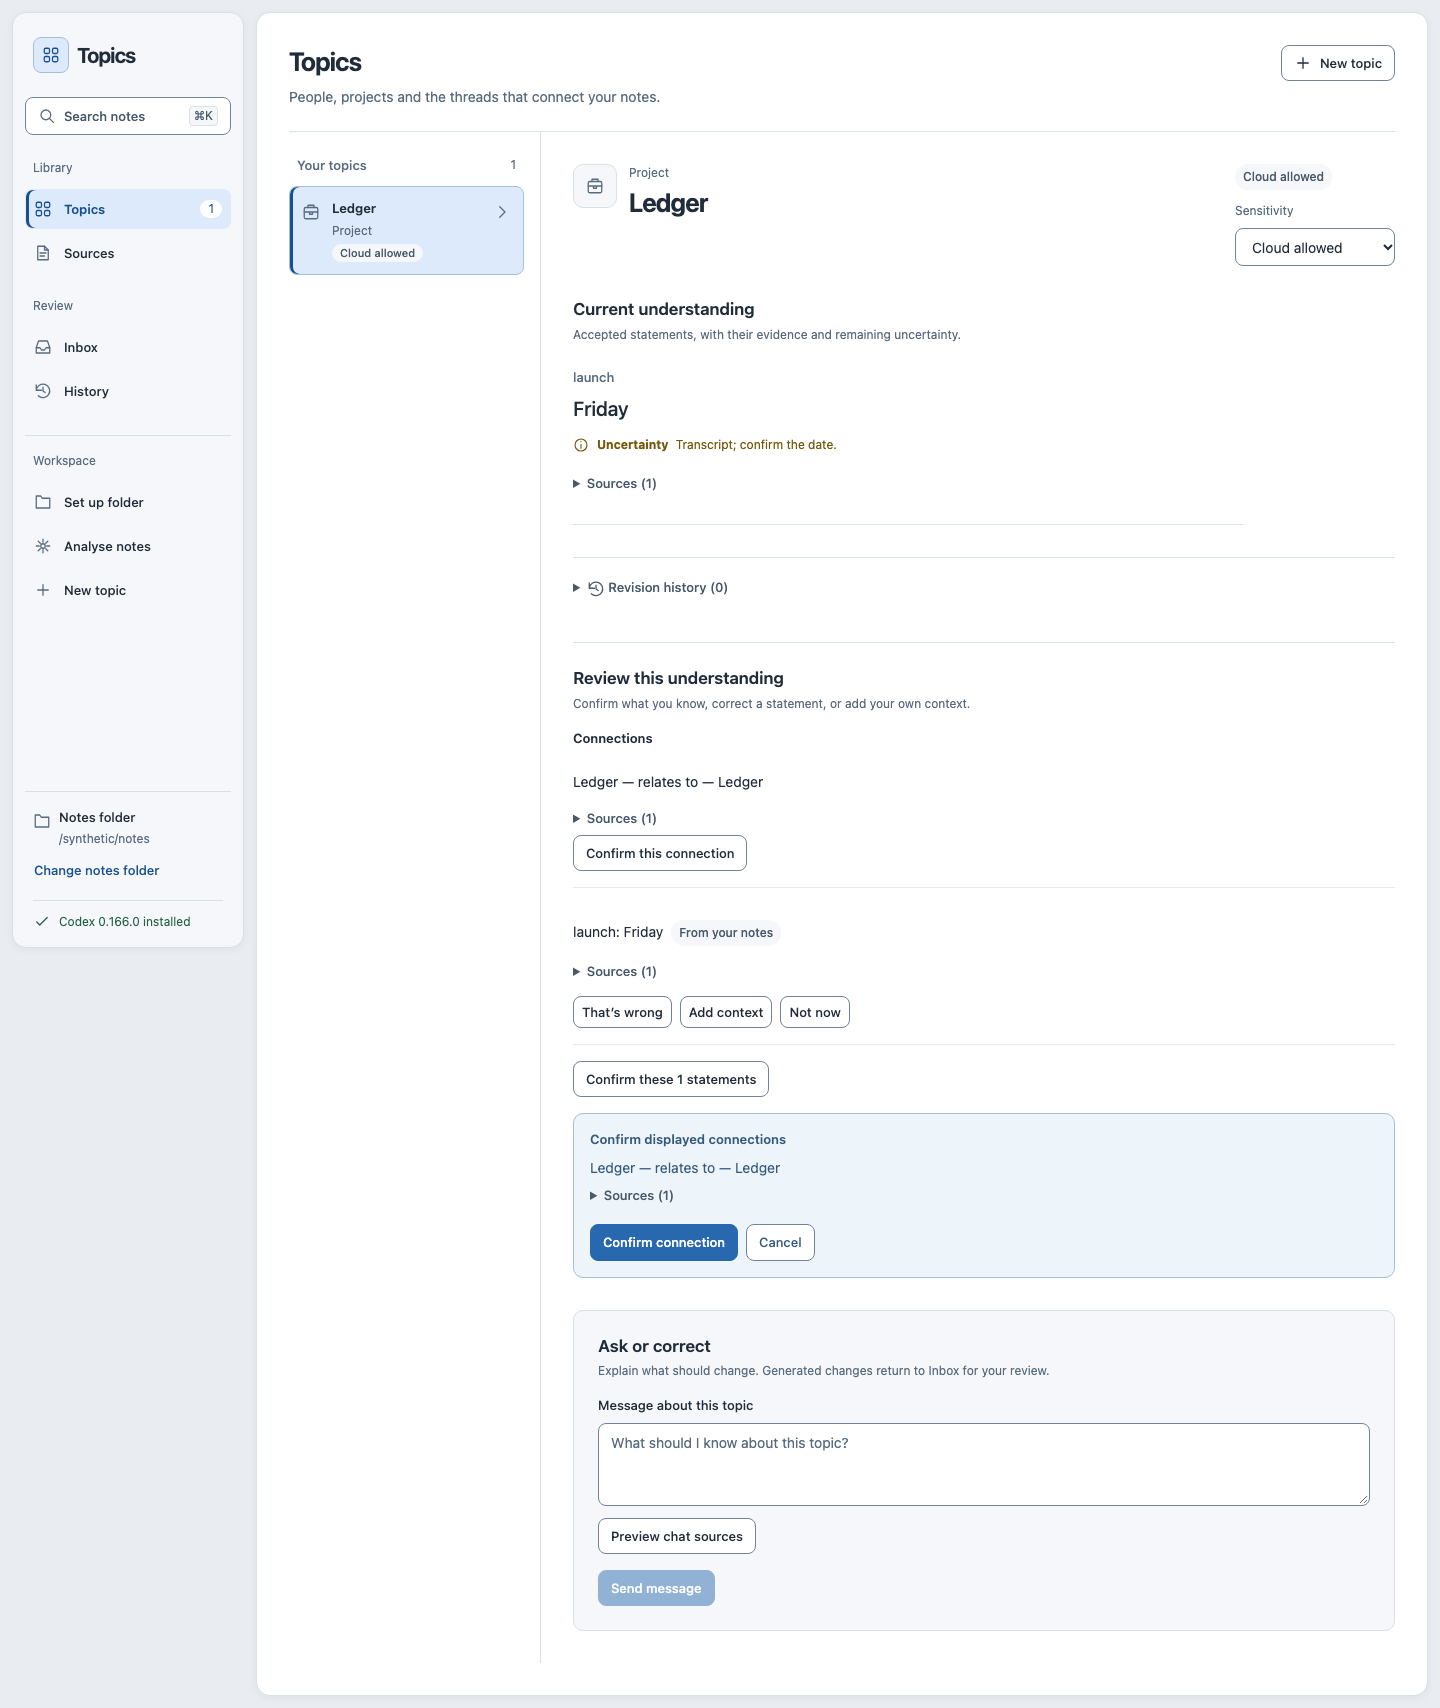 Topics
Search notes ⌘K
Library
Topics 1
Sources
Review
Inbox
History
Workspace
Set up folder
Analyse notes
New topic
Notes folder
/synthetic/notes
Change notes folder
Codex 0.166.0 installed
Topics
New topic
People, projects and the threads that connect your notes.
Your topics 1
Ledger
Project
Cloud allowed
Project
Ledger
Cloud allowed
Sensitivity
Cloud allowed
Current understanding
Accepted statements, with their evidence and remaining uncertainty.
launch
Friday
Uncertainty Transcript; confirm the date.
Sources (1)
Revision history (0)
Review this understanding
Confirm what you know, correct a statement, or add your own context.
Connections
Ledger — relates to — Ledger
Sources (1)
Confirm this connection
launch: Friday From your notes
Sources (1)
That's wrong Add context Not now
Confirm these 1 statements
Confirm displayed connections
Ledger — relates to — Ledger
Sources (1)
Confirm connection Cancel
Ask or correct
Explain what should change. Generated changes return to Inbox for your review.
Message about this topic
What should I know about this topic?
Preview chat sources
Send message